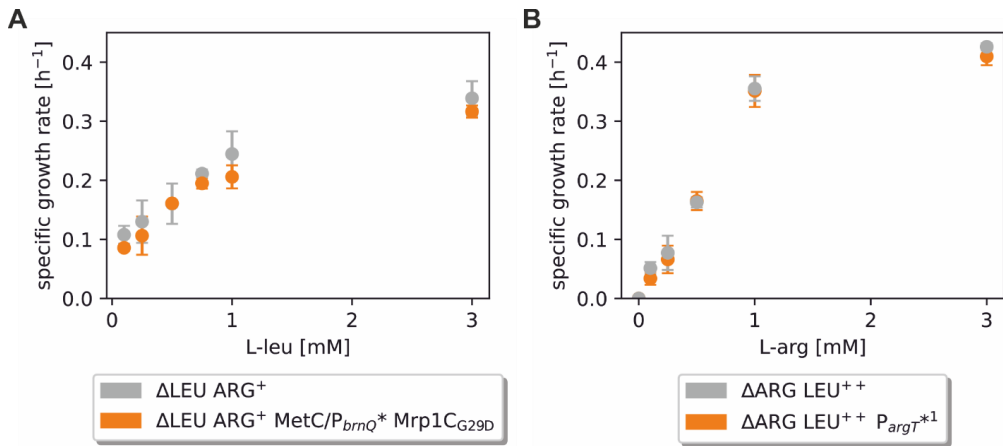 A
specific growth rate [h⁻¹]
0.4
0.3
0.2
0.1
0.0
0
1
2
3
L-leu [mM]
ΔLEU ARG⁺
ΔLEU ARG⁺ MetC/P_brnQ* Mrp1C_G29D
B
specific growth rate [h⁻¹]
0.4
0.3
0.2
0.1
0.0
0
1
2
3
L-arg [mM]
ΔARG LEU⁺⁺
ΔARG LEU⁺⁺ P_argT*¹